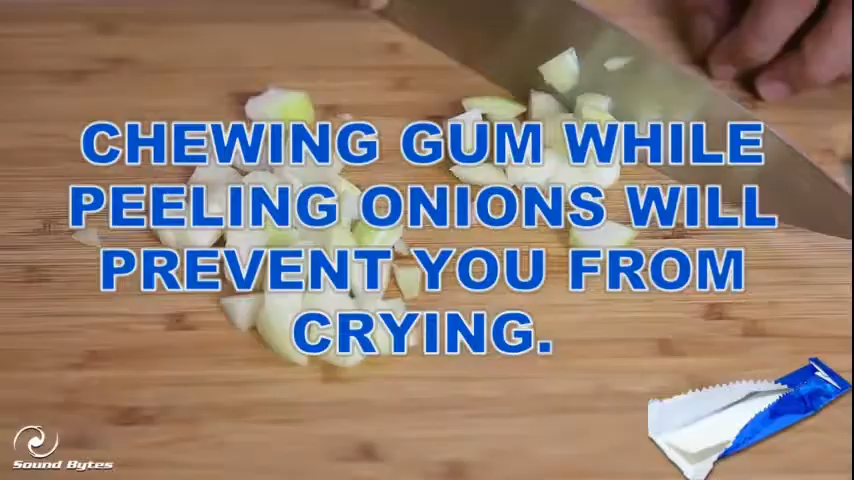 CHEWING GUM WHILE
PEELING ONIONS WILL
PREVENT YOU FROM
CRYING.
Sound Bytes